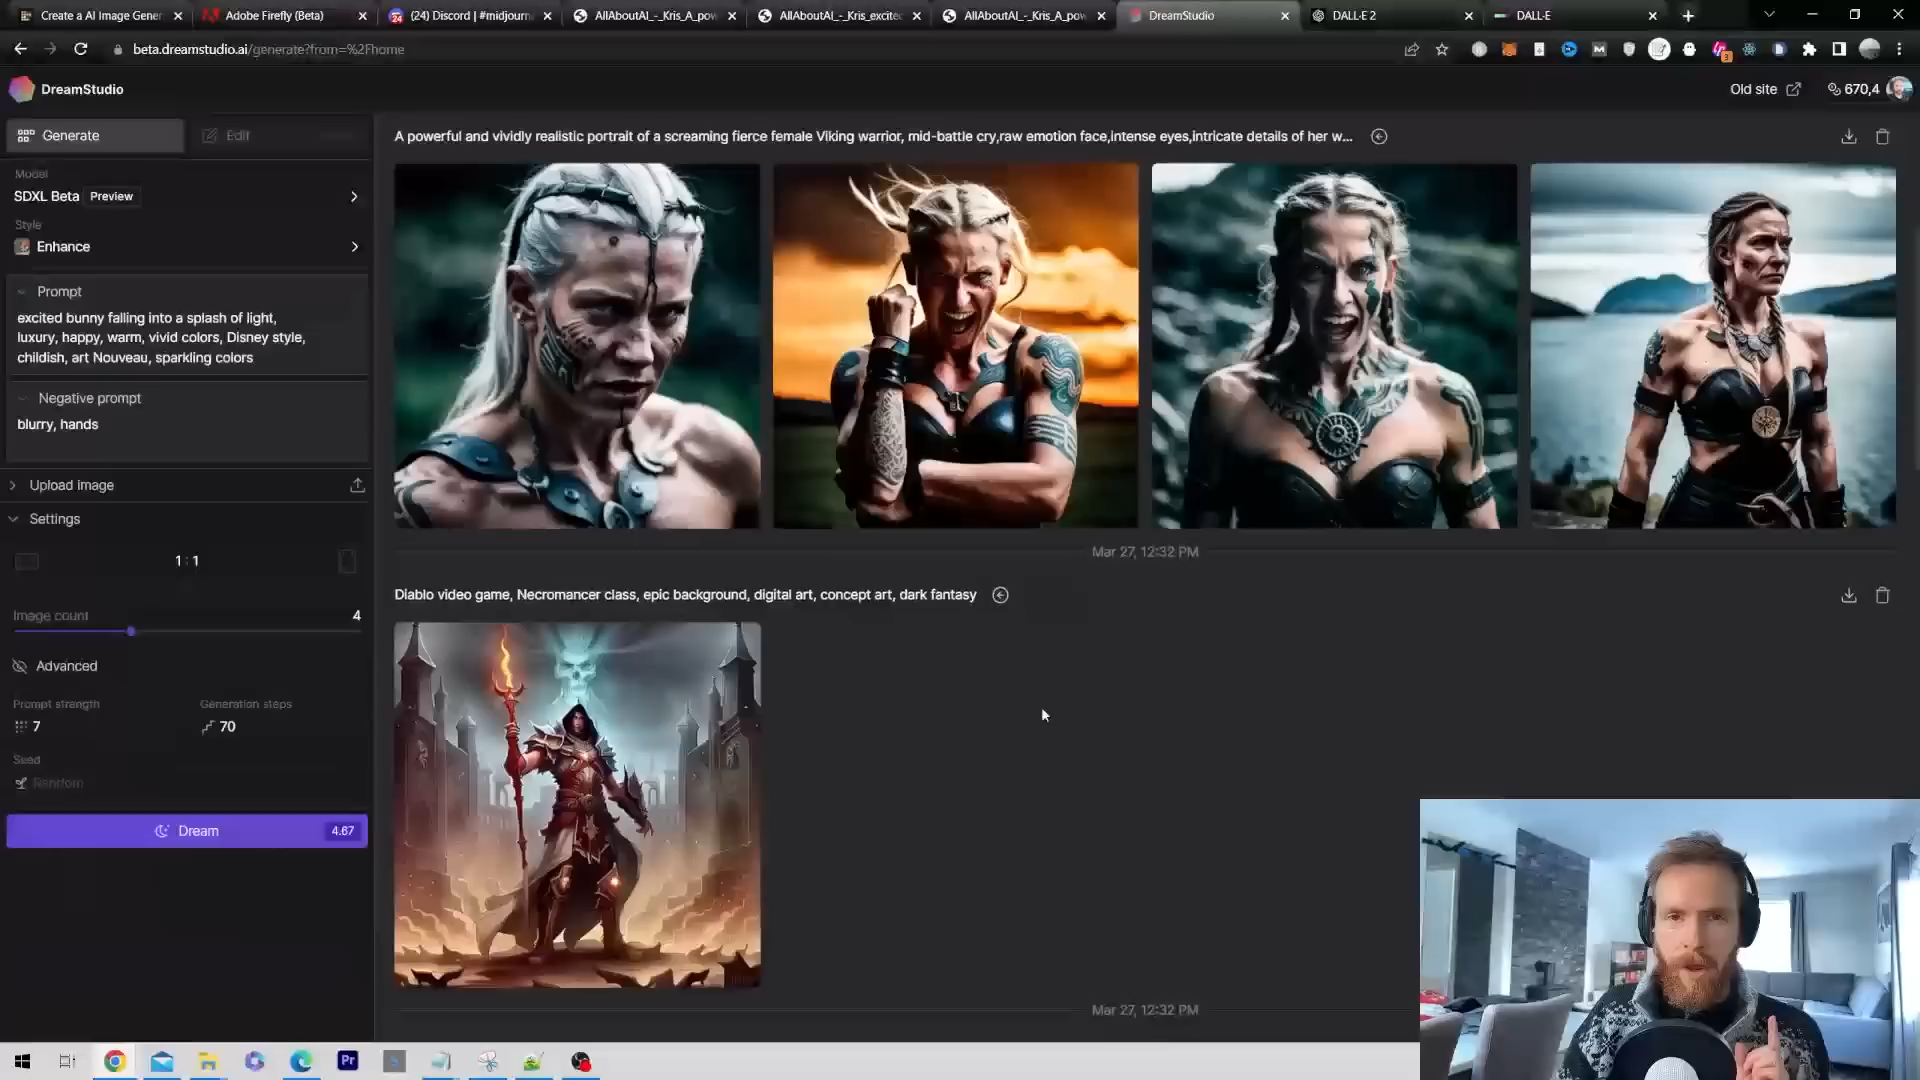 Create a AI Image Gener
Adobe Firefly (Beta)
(24) Discord | #midjourn
AllAboutAI_-_Kris_A_pow
AllAboutAI_-_Kris_excited
AllAboutAI_-_Kris_A_pow
DreamStudio
DALL·E 2
DALL·E
beta.dreamstudio.ai/generate?from=%2Fhome
DreamStudio
Old site
670,4
Generate
Edit
Model
SDXL Beta Preview
Style
Enhance
Prompt
excited bunny falling into a splash of light,
luxury, happy, warm, vivid colors, Disney style,
childish, art Nouveau, sparkling colors
Negative prompt
blurry, hands
Upload image
Settings
1 : 1
Image count 4
Advanced
Prompt strength Generation steps
7 70
Seed
Random
Dream 4.67
A powerful and vividly realistic portrait of a screaming fierce female Viking warrior, mid-battle cry,raw emotion face,intense eyes,intricate details of her w...
Mar 27, 12:32 PM
Diablo video game, Necromancer class, epic background, digital art, concept art, dark fantasy
Mar 27, 12:32 PM
Pr